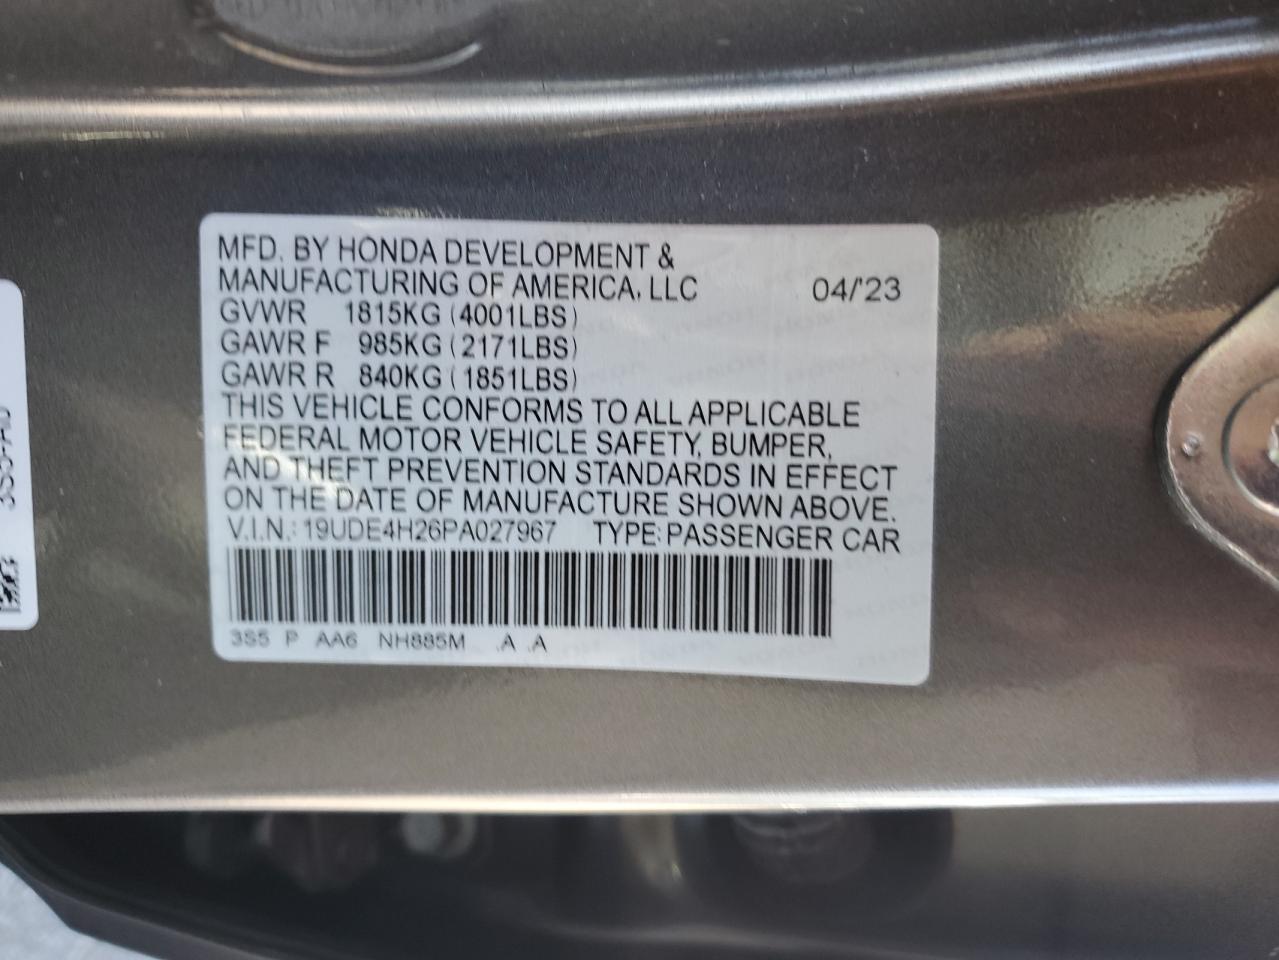 MFD. BY HONDA DEVELOPMENT &
MANUFACTURING OF AMERICA, LLC 04/'23
GVWR 1815KG (4001LBS)
GAWR F 985KG (2171LBS)
GAWR R 840KG (1851LBS)
THIS VEHICLE CONFORMS TO ALL APPLICABLE
FEDERAL MOTOR VEHICLE SAFETY, BUMPER,
AND THEFT PREVENTION STANDARDS IN EFFECT
ON THE DATE OF MANUFACTURE SHOWN ABOVE.
V.I.N.: 19UDE4H26PA027967 TYPE: PASSENGER CAR
3S5 P AA6 NH885M .A .A
3S5-A0